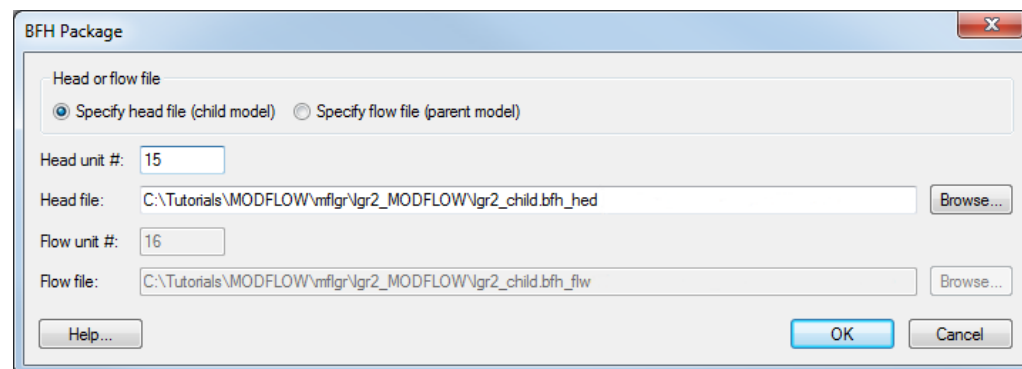 BFH Package
Head or flow file
Specify head file (child model) Specify flow file (parent model)
Head unit #: 15
Head file: C:\Tutorials\MODFLOW\mflgr\lgr2_MODFLOW\lgr2_child.bfh_hed Browse...
Flow unit #: 16
Flow file: C:\Tutorials\MODFLOW\mflgr\lgr2_MODFLOW\lgr2_child.bfh_flw Browse...
Help... OK Cancel